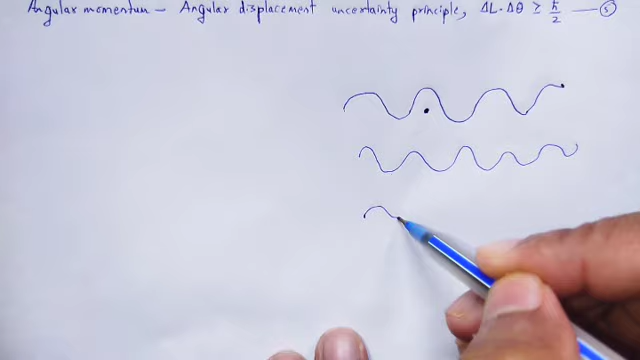 Angular momentum – Angular displacement uncertainty principle, ΔL·Δθ ≥ ℏ/2 —— ⑤